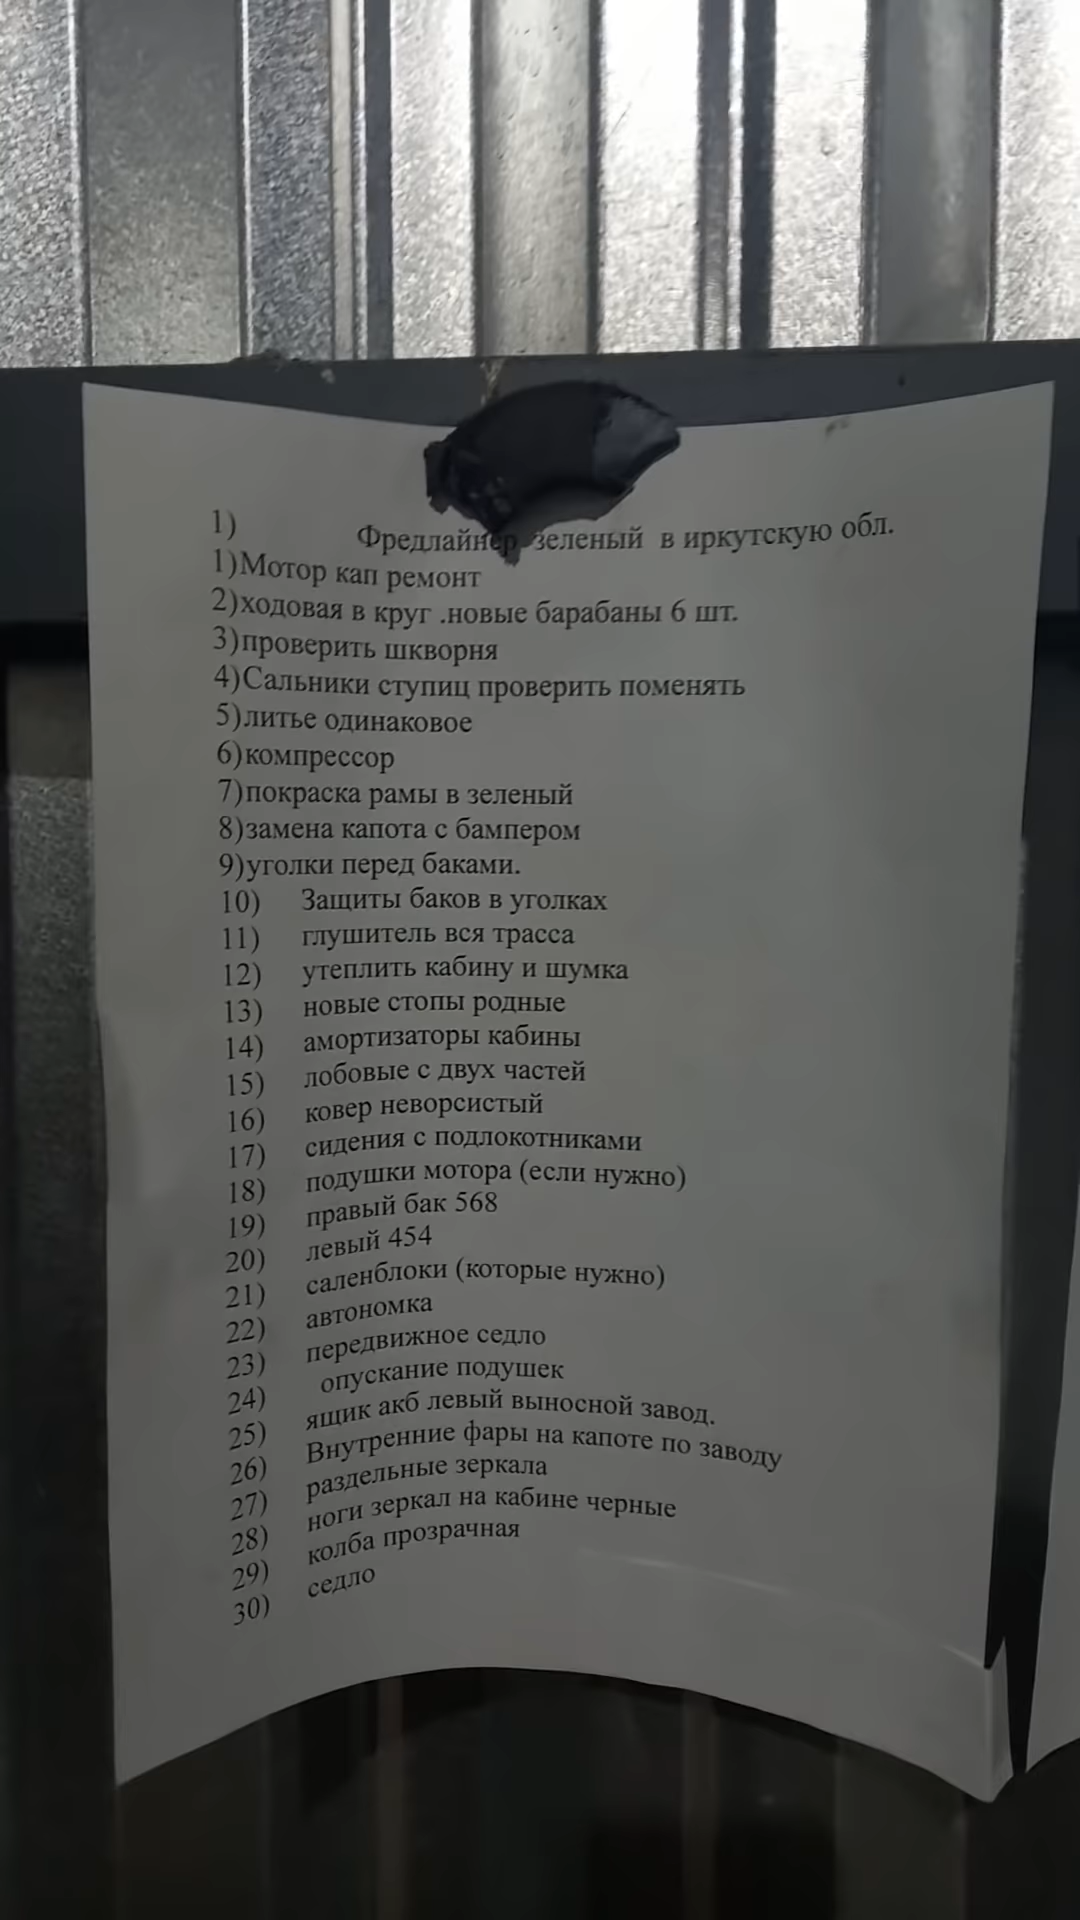 1) Фредлайнер зеленый в иркутскую обл.
1)Мотор кап ремонт
2)ходовая в круг .новые барабаны 6 шт.
3)проверить шкворня
4)Сальники ступиц проверить поменять
5)литье одинаковое
6)компрессор
7)покраска рамы в зеленый
8)замена капота с бампером
9)уголки перед баками.
10) Защиты баков в уголках
11) глушитель вся трасса
12) утеплить кабину и шумка
13) новые стопы родные
14) амортизаторы кабины
15) лобовые с двух частей
16) ковер неворсистый
17) сидения с подлокотниками
18) подушки мотора (если нужно)
19) правый бак 568
20) левый 454
21) саленблоки (которые нужно)
22) автономка
23) передвижное седло
24) опускание подушек
25) ящик акб левый выносной завод.
26) Внутренние фары на капоте по заводу
27) раздельные зеркала
28) ноги зеркал на кабине черные
29) колба прозрачная
30) седло